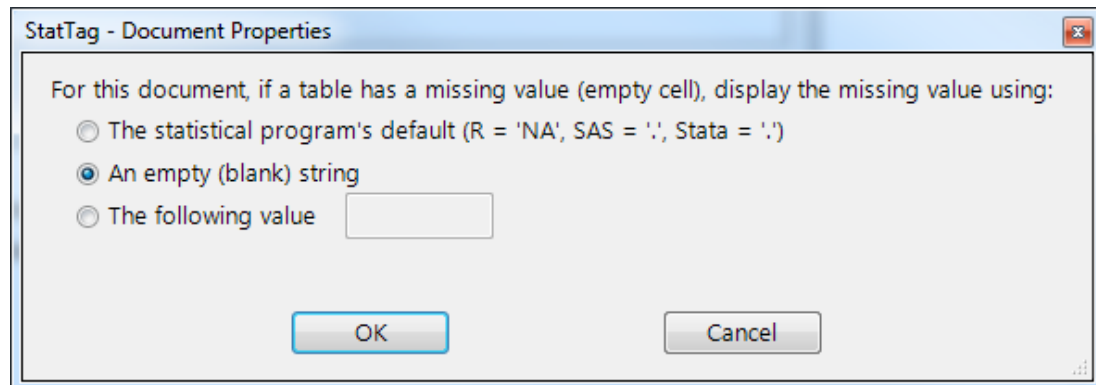 StatTag - Document Properties
For this document, if a table has a missing value (empty cell), display the missing value using:
The statistical program's default (R = 'NA', SAS = '.', Stata = '.')
An empty (blank) string
The following value
OK Cancel